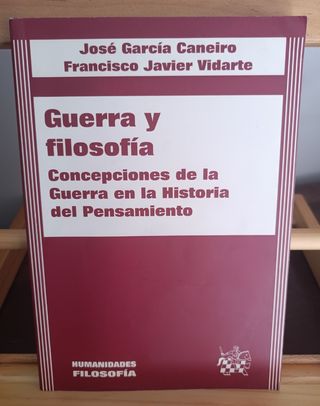 José García Caneiro
Francisco Javier Vidarte
Guerra y
filosofía
Concepciones de la
Guerra en la Historia
del Pensamiento
HUMANIDADES
FILOSOFÍA